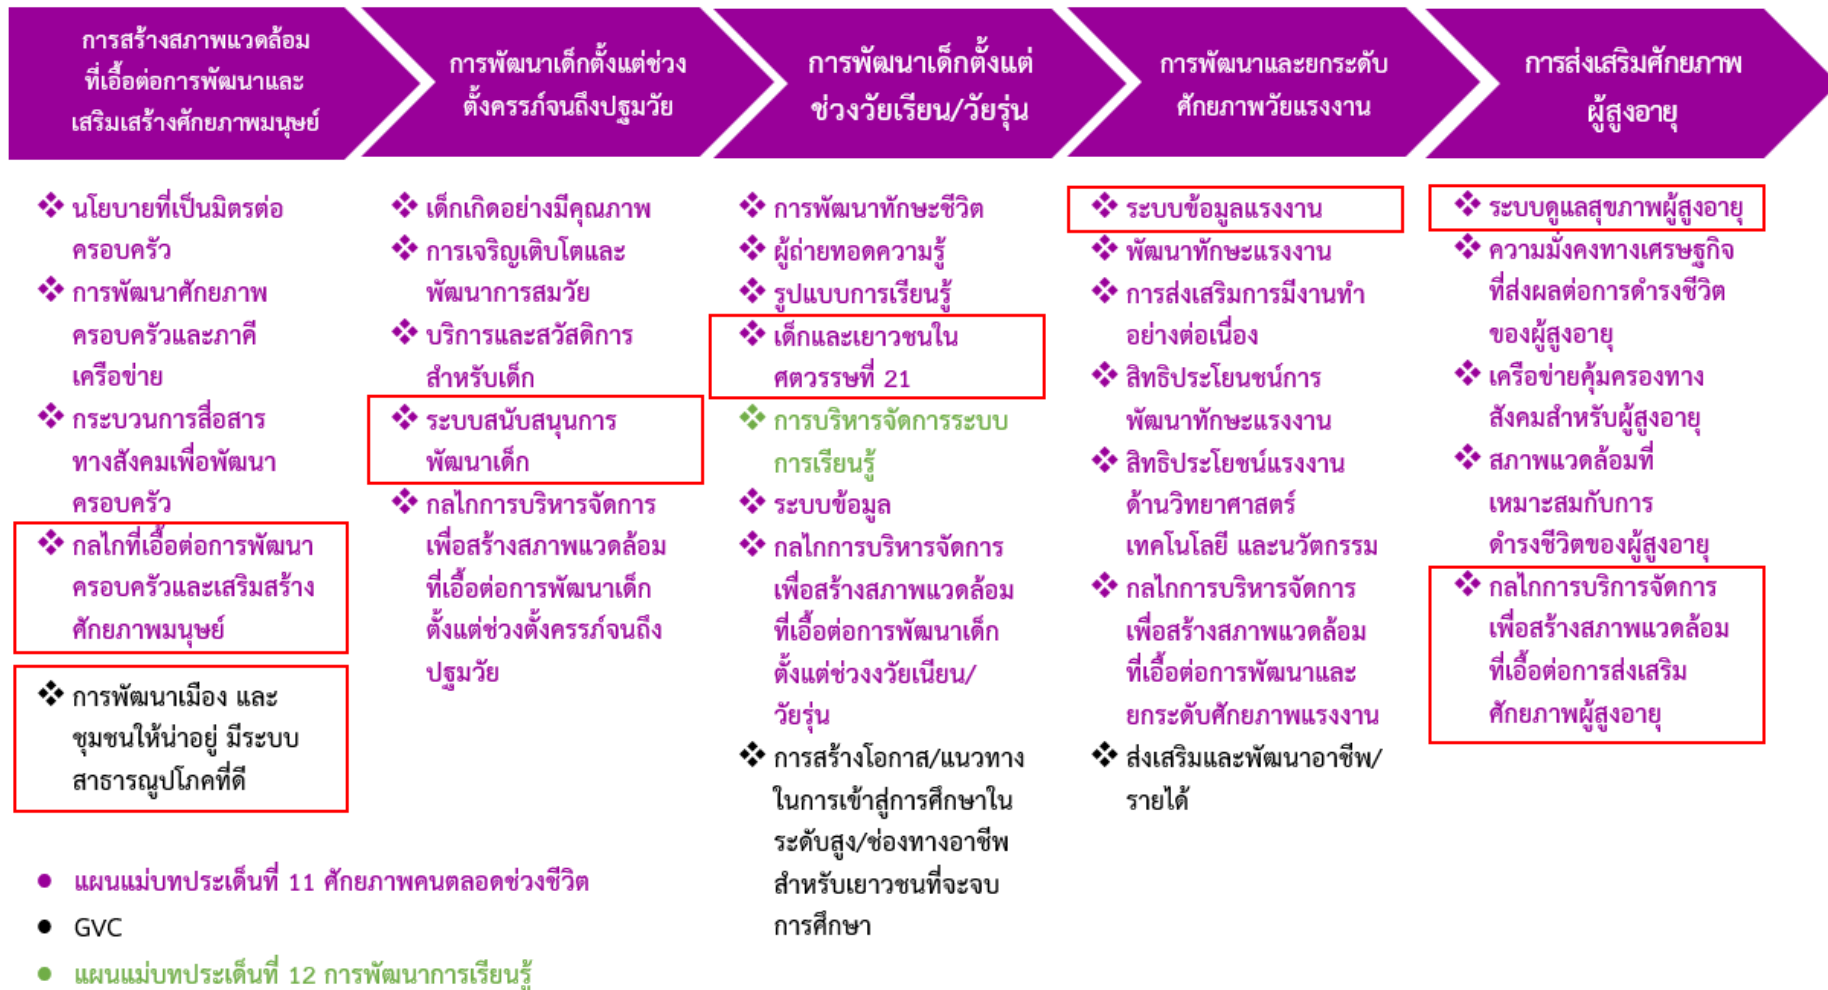 การสร้างสภาพแวดล้อม
ที่เอื้อต่อการพัฒนาและ
เสริมเสร้างศักยภาพมนุษย์
การพัฒนาเด็กตั้งแต่ช่วง
ตั้งครรภ์จนถึงปฐมวัย
การพัฒนาเด็กตั้งแต่
ช่วงวัยเรียน/วัยรุ่น
การพัฒนาและยกระดับ
ศักยภาพวัยแรงงาน
การส่งเสริมศักยภาพ
ผู้สูงอายุ
❖ นโยบายที่เป็นมิตรต่อ
ครอบครัว
❖ การพัฒนาศักยภาพ
ครอบครัวและภาคี
เครือข่าย
❖ กระบวนการสื่อสาร
ทางสังคมเพื่อพัฒนา
ครอบครัว
❖ กลไกที่เอื้อต่อการพัฒนา
ครอบครัวและเสริมสร้าง
ศักยภาพมนุษย์
❖ การพัฒนาเมือง และ
ชุมชนให้น่าอยู่ มีระบบ
สาธารณูปโภคที่ดี
❖ เด็กเกิดอย่างมีคุณภาพ
❖ การเจริญเติบโตและ
พัฒนาการสมวัย
❖ บริการและสวัสดิการ
สำหรับเด็ก
❖ ระบบสนับสนุนการ
พัฒนาเด็ก
❖ กลไกการบริหารจัดการ
เพื่อสร้างสภาพแวดล้อม
ที่เอื้อต่อการพัฒนาเด็ก
ตั้งแต่ช่วงตั้งครรภ์จนถึง
ปฐมวัย
❖ การพัฒนาทักษะชีวิต
❖ ผู้ถ่ายทอดความรู้
❖ รูปแบบการเรียนรู้
❖ เด็กและเยาวชนใน
ศตวรรษที่ 21
❖ การบริหารจัดการระบบ
การเรียนรู้
❖ ระบบข้อมูล
❖ กลไกการบริหารจัดการ
เพื่อสร้างสภาพแวดล้อม
ที่เอื้อต่อการพัฒนาเด็ก
ตั้งแต่ช่วงงวัยเนียน/
วัยรุ่น
❖ การสร้างโอกาส/แนวทาง
ในการเข้าสู่การศึกษาใน
ระดับสูง/ช่องทางอาชีพ
สำหรับเยาวชนที่จะจบ
การศึกษา
❖ ระบบข้อมูลแรงงาน
❖ พัฒนาทักษะแรงงาน
❖ การส่งเสริมการมีงานทำ
อย่างต่อเนื่อง
❖ สิทธิประโยนชน์การ
พัฒนาทักษะแรงงาน
❖ สิทธิประโยชน์แรงงาน
ด้านวิทยาศาสตร์
เทคโนโลยี และนวัตกรรม
❖ กลไกการบริหารจัดการ
เพื่อสร้างสภาพแวดล้อม
ที่เอื้อต่อการพัฒนาและ
ยกระดับศักยภาพแรงงาน
❖ ส่งเสริมและพัฒนาอาชีพ/
รายได้
❖ ระบบดูแลสุขภาพผู้สูงอายุ
❖ ความมั่งคงทางเศรษฐกิจ
ที่ส่งผลต่อการดำรงชีวิต
ของผู้สูงอายุ
❖ เครือข่ายคุ้มครองทาง
สังคมสำหรับผู้สูงอายุ
❖ สภาพแวดล้อมที่
เหมาะสมกับการ
ดำรงชีวิตของผู้สูงอายุ
❖ กลไกการบริการจัดการ
เพื่อสร้างสภาพแวดล้อม
ที่เอื้อต่อการส่งเสริม
ศักยภาพผู้สูงอายุ
● แผนแม่บทประเด็นที่ 11 ศักยภาพคนตลอดช่วงชีวิต
● GVC
● แผนแม่บทประเด็นที่ 12 การพัฒนาการเรียนรู้